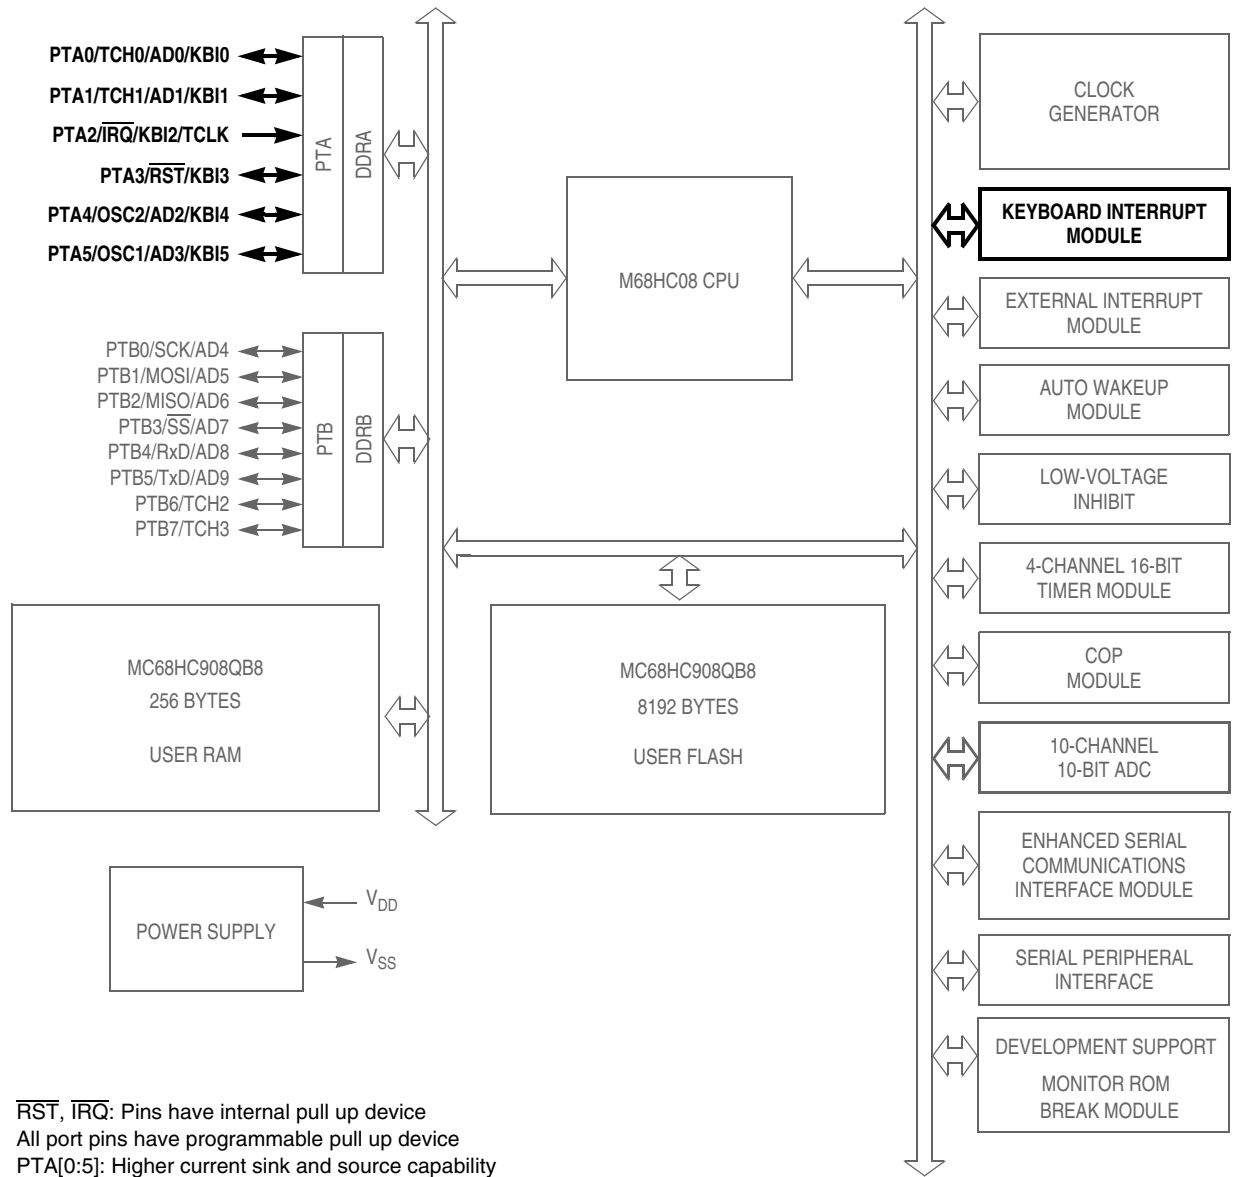 PTA0/TCH0/AD0/KBI0
PTA1/TCH1/AD1/KBI1
PTA2/IRQ/KBI2/TCLK
PTA3/RST/KBI3
PTA4/OSC2/AD2/KBI4
PTA5/OSC1/AD3/KBI5
PTA
DDRA
PTB0/SCK/AD4
PTB1/MOSI/AD5
PTB2/MISO/AD6
PTB3/SS/AD7
PTB4/RxD/AD8
PTB5/TxD/AD9
PTB6/TCH2
PTB7/TCH3
PTB
DDRB
M68HC08 CPU
MC68HC908QB8
256 BYTES
USER RAM
MC68HC908QB8
8192 BYTES
USER FLASH
POWER SUPPLY
VDD
VSS
CLOCK
GENERATOR
KEYBOARD INTERRUPT
MODULE
EXTERNAL INTERRUPT
MODULE
AUTO WAKEUP
MODULE
LOW-VOLTAGE
INHIBIT
4-CHANNEL 16-BIT
TIMER MODULE
COP
MODULE
10-CHANNEL
10-BIT ADC
ENHANCED SERIAL
COMMUNICATIONS
INTERFACE MODULE
SERIAL PERIPHERAL
INTERFACE
DEVELOPMENT SUPPORT
MONITOR ROM
BREAK MODULE
RST, IRQ: Pins have internal pull up device
All port pins have programmable pull up device
PTA[0:5]: Higher current sink and source capability